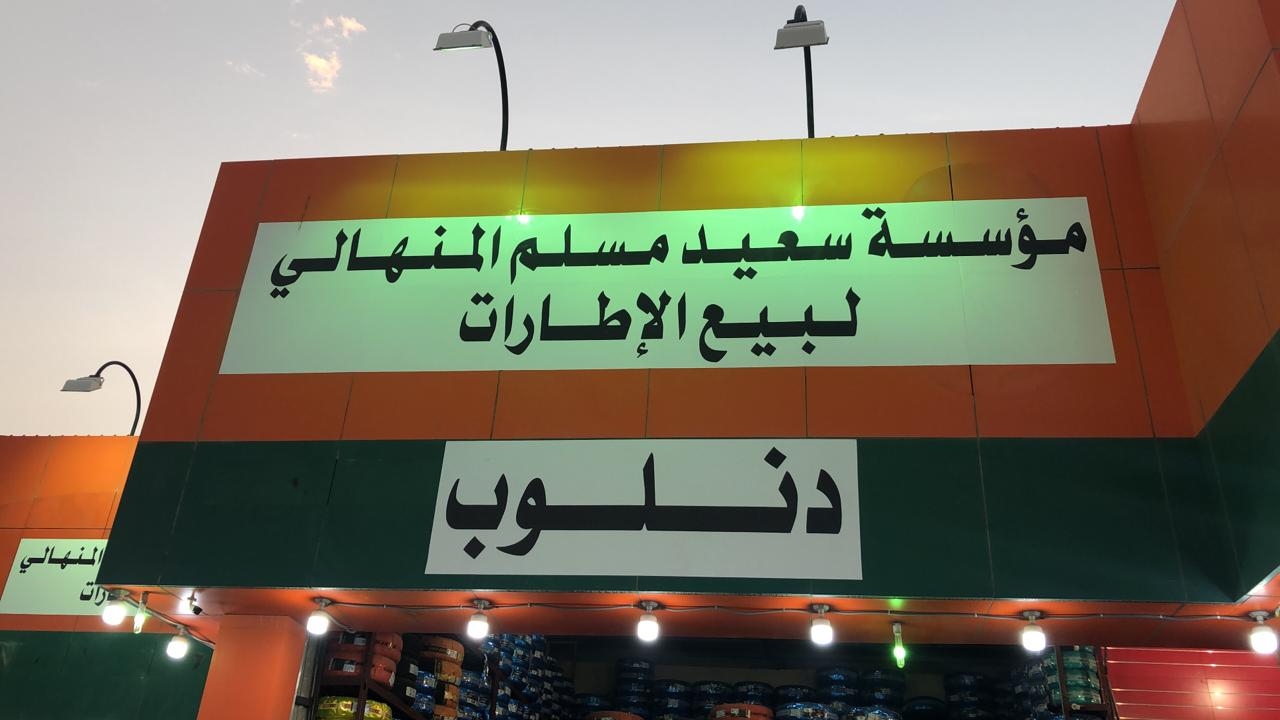 مؤسسة سعيد مسلم المنهالي
لبيع الإطارات
دنلوب
المنهالي